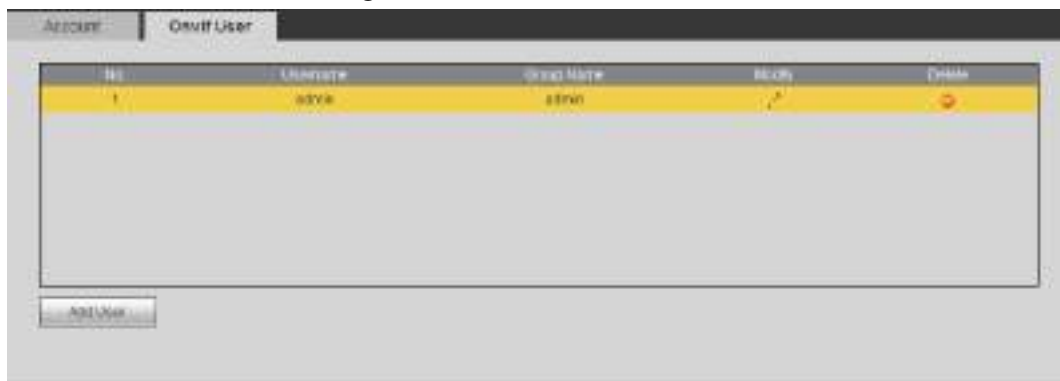 Account Onvif User
No. Username Group Name Modify Delete
1 admin admin
Add User